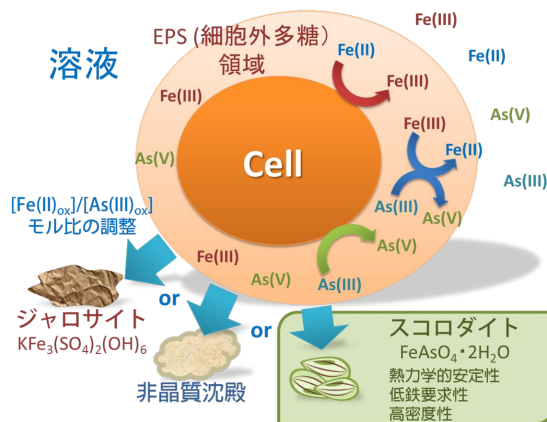 溶液
EPS (細胞外多糖）
領域
Fe(III)
Fe(II)
Fe(II)
Fe(III)
Fe(III)
As(V)
Fe(III)
Fe(II)
As(V)
As(III)
Cell
As(III)
As(V)
As(V)
Fe(III)
As(V)
As(III)
[Fe(II)ox]/[As(III)ox]
モル比の調整
or
or
ジャロサイト
KFe3(SO4)2(OH)6
非晶質沈殿
スコロダイト
FeAsO4・2H2O
熱力学的安定性
低鉄要求性
高密度性